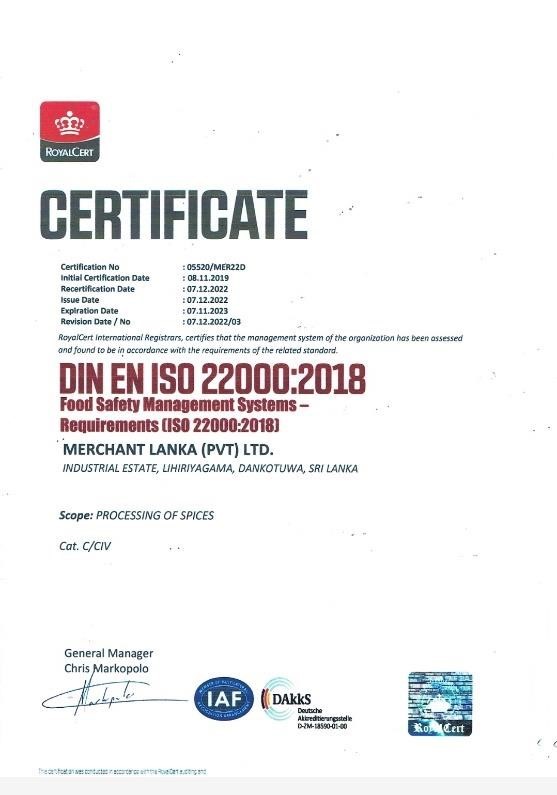 ROYALCERT
CERTIFICATE
Certification No : 05520/MER22D
Initial Certification Date : 08.11.2019
Recertification Date : 07.12.2022
Issue Date : 07.12.2022
Expiration Date : 07.11.2023
Revision Date / No : 07.12.2022/03
RoyalCert International Registrars, certifies that the management system of the organization has been assessed
and found to be in accordance with the requirements of the related standard.
DIN EN ISO 22000:2018
Food Safety Management Systems –
Requirements (ISO 22000:2018)
MERCHANT LANKA (PVT) LTD.
INDUSTRIAL ESTATE, LIHIRIYAGAMA, DANKOTUWA, SRI LANKA
Scope: PROCESSING OF SPICES
Cat. C/CIV
General Manager
Chris Markopolo
IAF
DAkkS
Deutsche
Akkreditierungsstelle
D-ZM-18590-01-00
Royal Cert
This certification was conducted in accordance with the RoyalCert auditing and